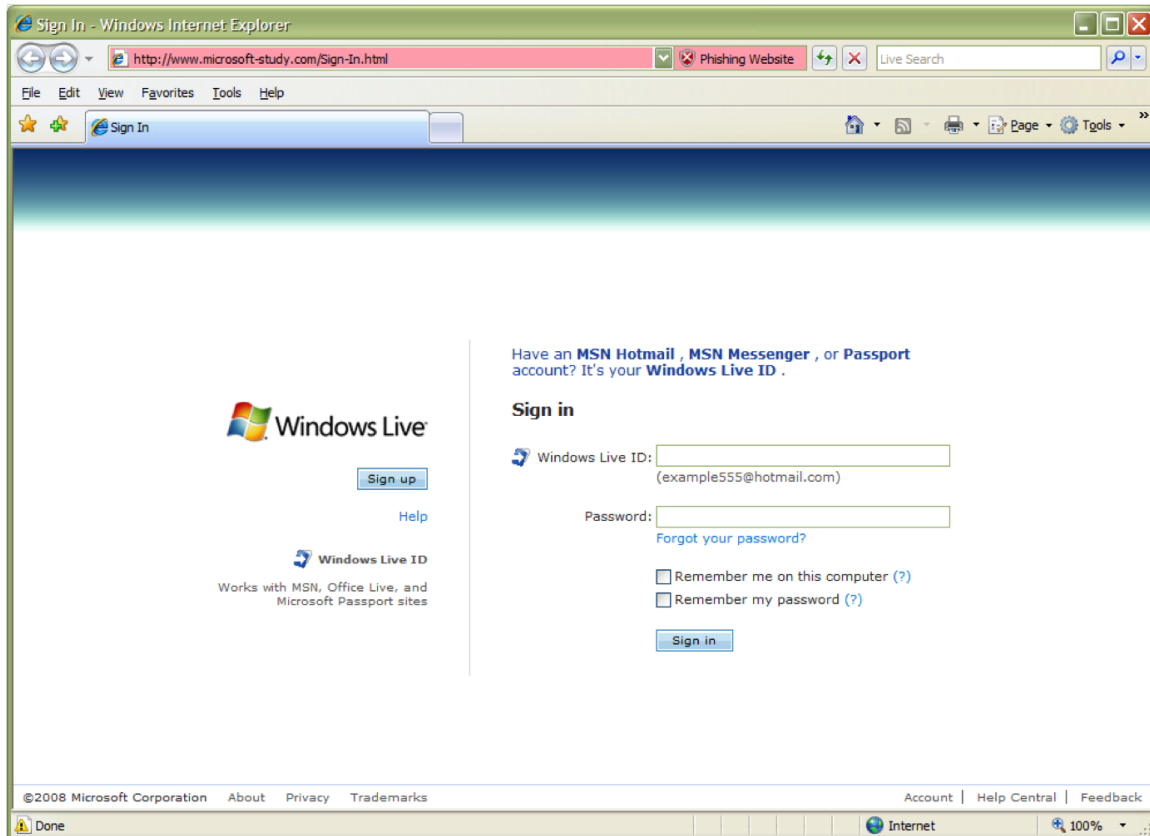 Sign In - Windows Internet Explorer
http://www.microsoft-study.com/Sign-In.html Phishing Website Live Search
File Edit View Favorites Tools Help
Sign In Page Tools »
Have an MSN Hotmail , MSN Messenger , or Passport
account? It's your Windows Live ID .
Sign in
Windows Live
Windows Live ID:
(example555@hotmail.com)
Sign up
Help
Password:
Forgot your password?
Windows Live ID
Works with MSN, Office Live, and
Microsoft Passport sites
Remember me on this computer (?)
Remember my password (?)
Sign in
©2008 Microsoft Corporation About Privacy Trademarks Account | Help Central | Feedback
Done Internet 100%